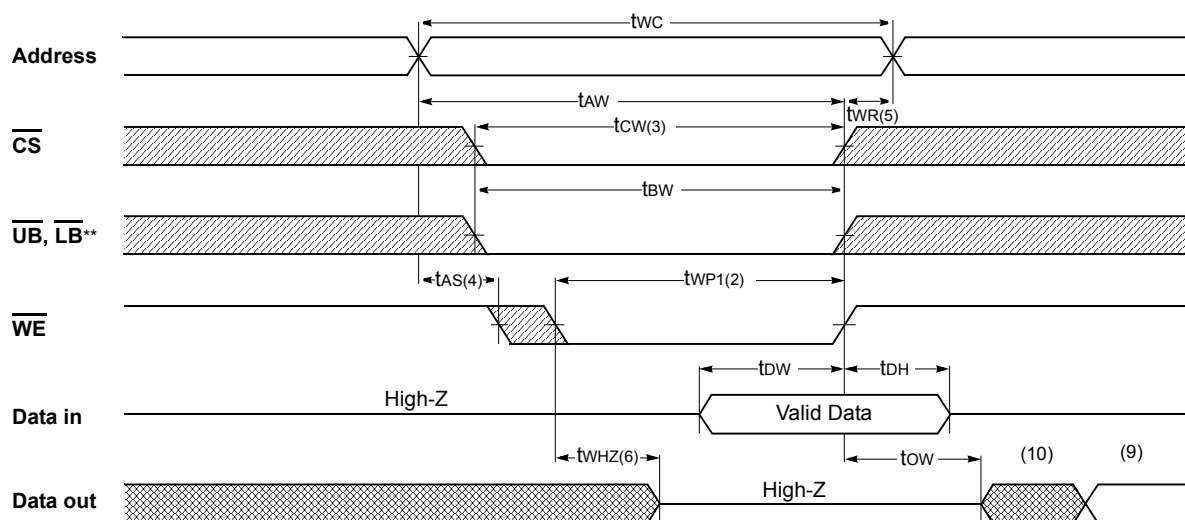 tWC
Address
tAW
tWR(5)
tCW(3)
CS
tBW
UB, LB**
tAS(4)
tWP1(2)
WE
tDW
tDH
High-Z
Valid Data
Data in
tWHZ(6)
tOW
(10)
(9)
High-Z
Data out